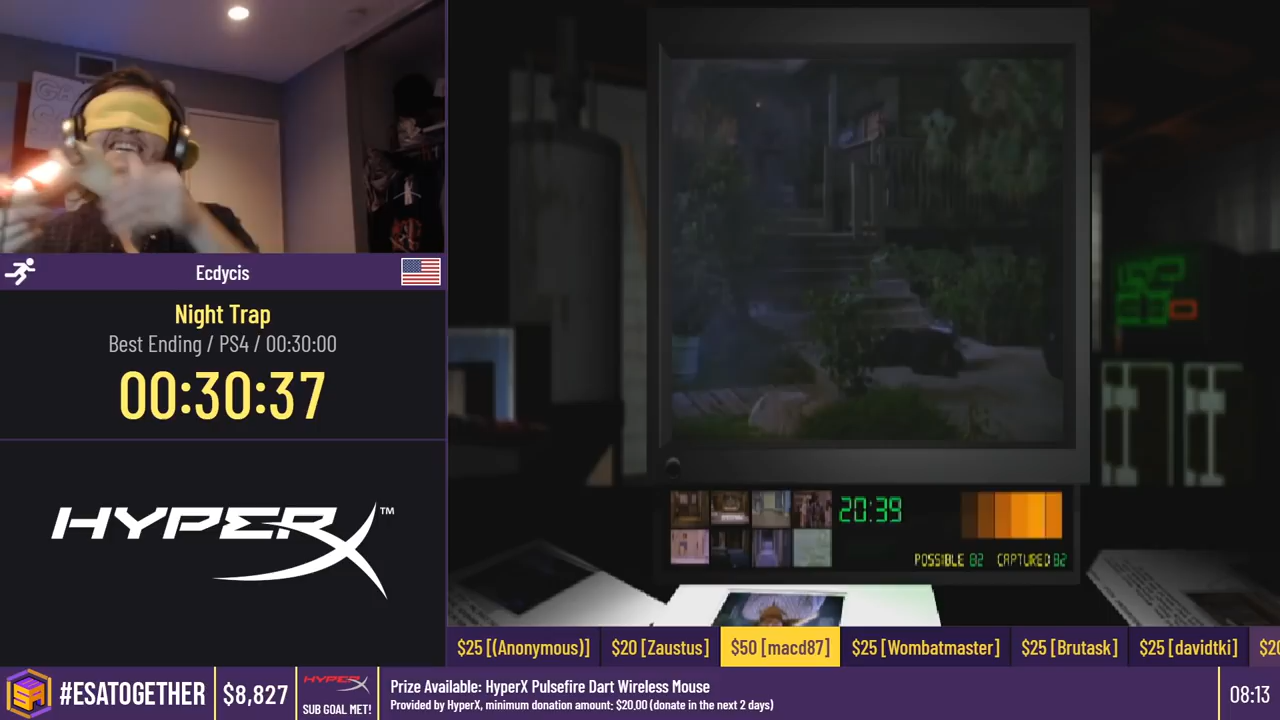 Ecdycis
Night Trap
Best Ending / PS4 / 00:30:00
00:30:37
HYPERX™
20:39
POSSIBLE 82 CAPTURED 82
$25 [(Anonymous)] $20 [Zaustus] $50 [macd87] $25 [Wombatmaster] $25 [Brutask] $25 [davidtki] $20
#ESATOGETHER
$8,827
HYPERX
SUB GOAL MET!
Prize Available: HyperX Pulsefire Dart Wireless Mouse
Provided by HyperX, minimum donation amount: $20,00 (donate in the next 2 days)
08:13